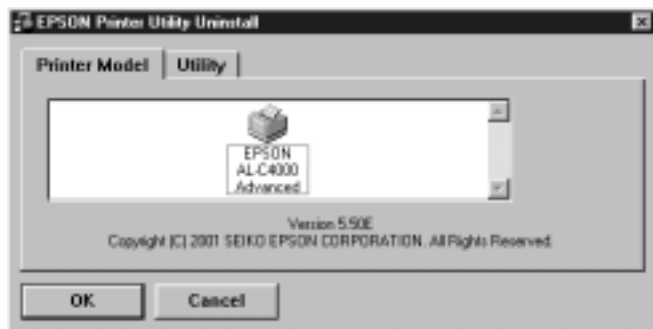 EPSON Printer Utility Uninstall
Printer Model Utility
EPSON
AL-C4000
Advanced
Version 5.50E
Copyright (C) 2001 SEIKO EPSON CORPORATION. All Rights Reserved.
OK Cancel